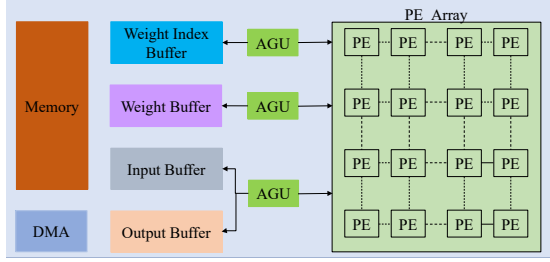 PE Array
Weight Index
Buffer
AGU
PE PE PE PE
Memory
Weight Buffer
AGU
PE PE PE PE
Input Buffer
AGU
PE PE PE PE
DMA
Output Buffer
PE PE PE PE